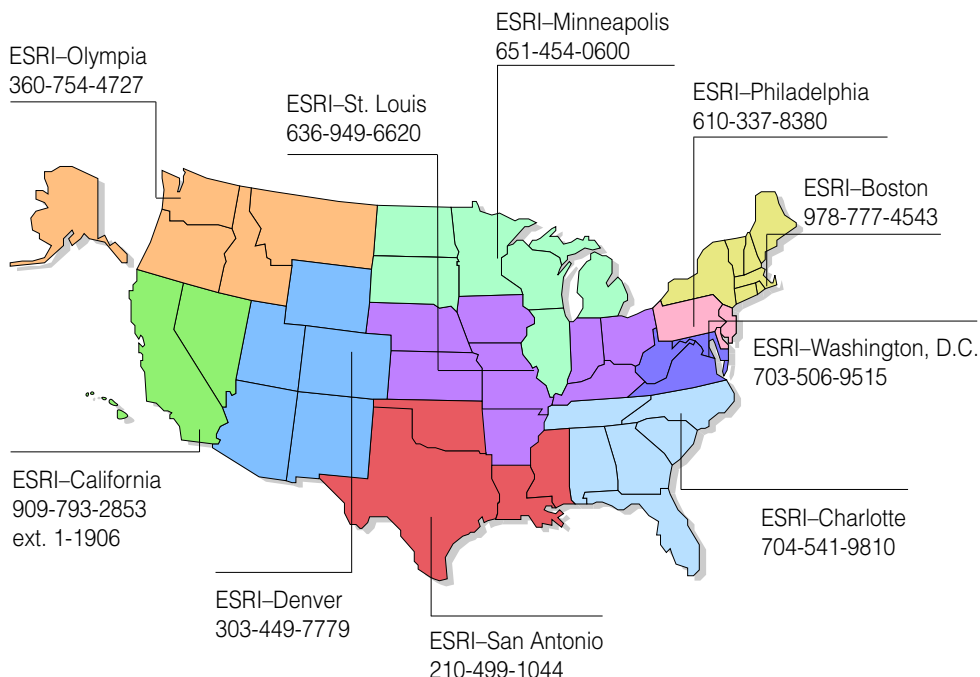 ESRI–Minneapolis
651-454-0600
ESRI–Olympia
360-754-4727
ESRI–St. Louis
636-949-6620
ESRI–Philadelphia
610-337-8380
ESRI–Boston
978-777-4543
ESRI–Washington, D.C.
703-506-9515
ESRI–California
909-793-2853
ext. 1-1906
ESRI–Charlotte
704-541-9810
ESRI–Denver
303-449-7779
ESRI–San Antonio
210-499-1044